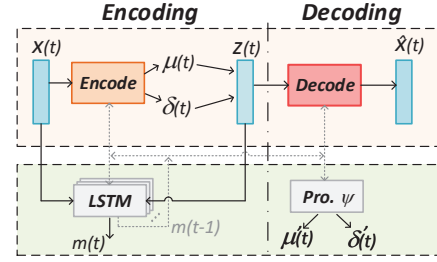 Encoding Decoding
X(t) Z(t) X̂(t)
Encode μ(t) δ(t) Decode
LSTM m(t-1) Pro. ψ
m(t) μ′(t) δ′(t)